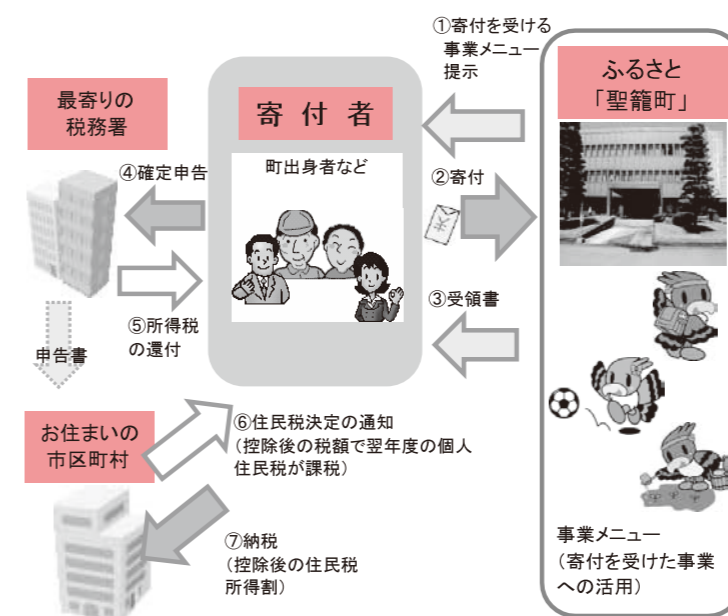 ①寄付を受ける
事業メニュー
提示
ふるさと
「聖籠町」
最寄りの
税務署
寄付者
町出身者など
④確定申告
②寄付
¥
③受領書
⑤所得税
の還付
申告書
お住まいの
市区町村
⑥住民税決定の通知
(控除後の税額で翌年度の個人
住民税が課税)
⑦納税
(控除後の住民税
所得割)
事業メニュー
(寄付を受けた事業
への活用)